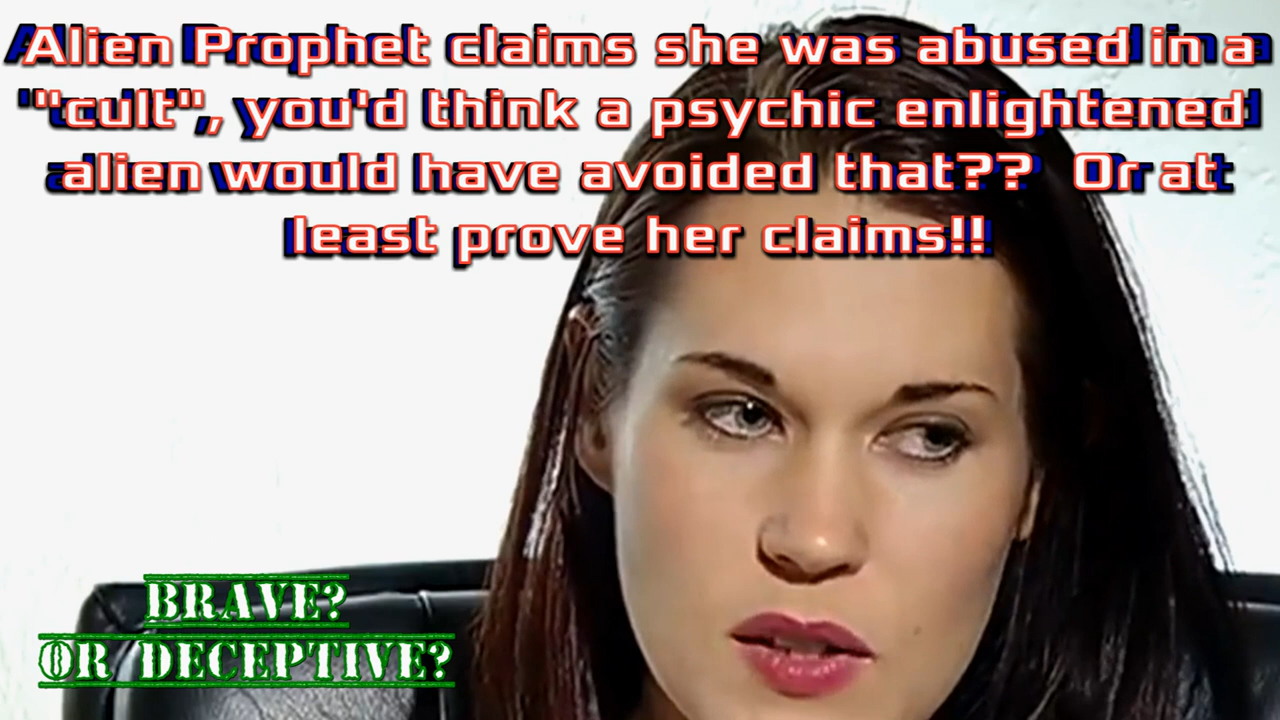 Alien Prophet claims she was abused in a
"cult", you'd think a psychic enlightened
alien would have avoided that?? Or at
least prove her claims!!
BRAVE?
OR DECEPTIVE?